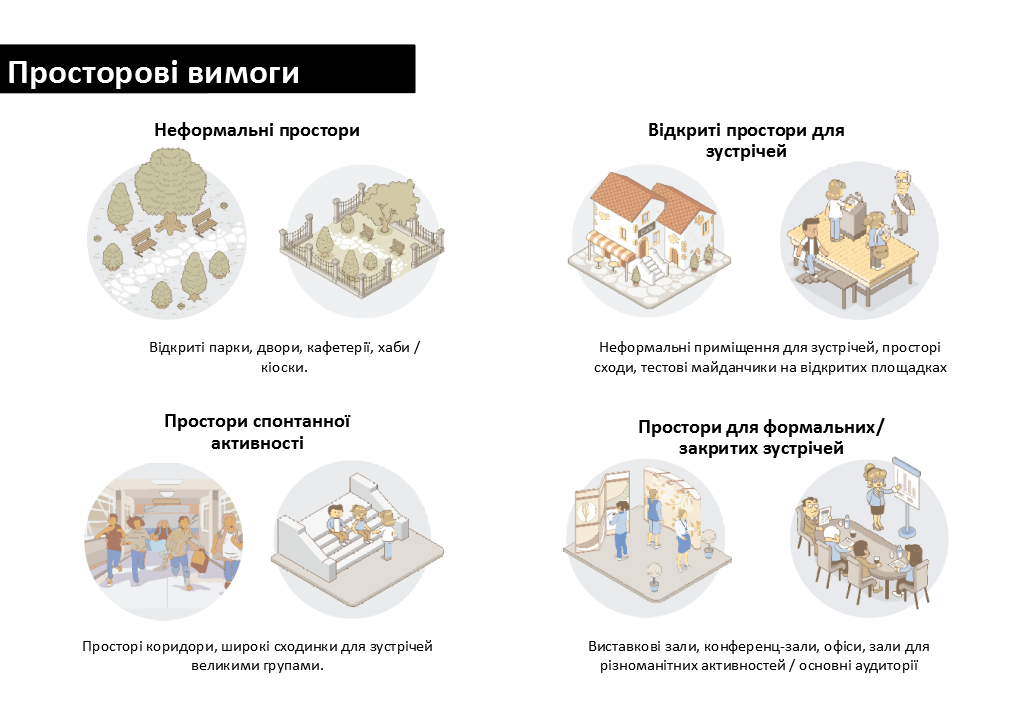 Просторові вимоги
Неформальні простори
Відкриті парки, двори, кафетерії, хаби /
кіоски.
Відкриті простори для
зустрічей
Неформальні приміщення для зустрічей, просторі
сходи, тестові майданчики на відкритих площадках
Простори спонтанної
активності
Просторі коридори, широкі сходинки для зустрічей
великими групами.
Простори для формальних/
закритих зустрічей
Виставкові зали, конференц-зали, офіси, зали для
різноманітних активностей / основні аудиторії